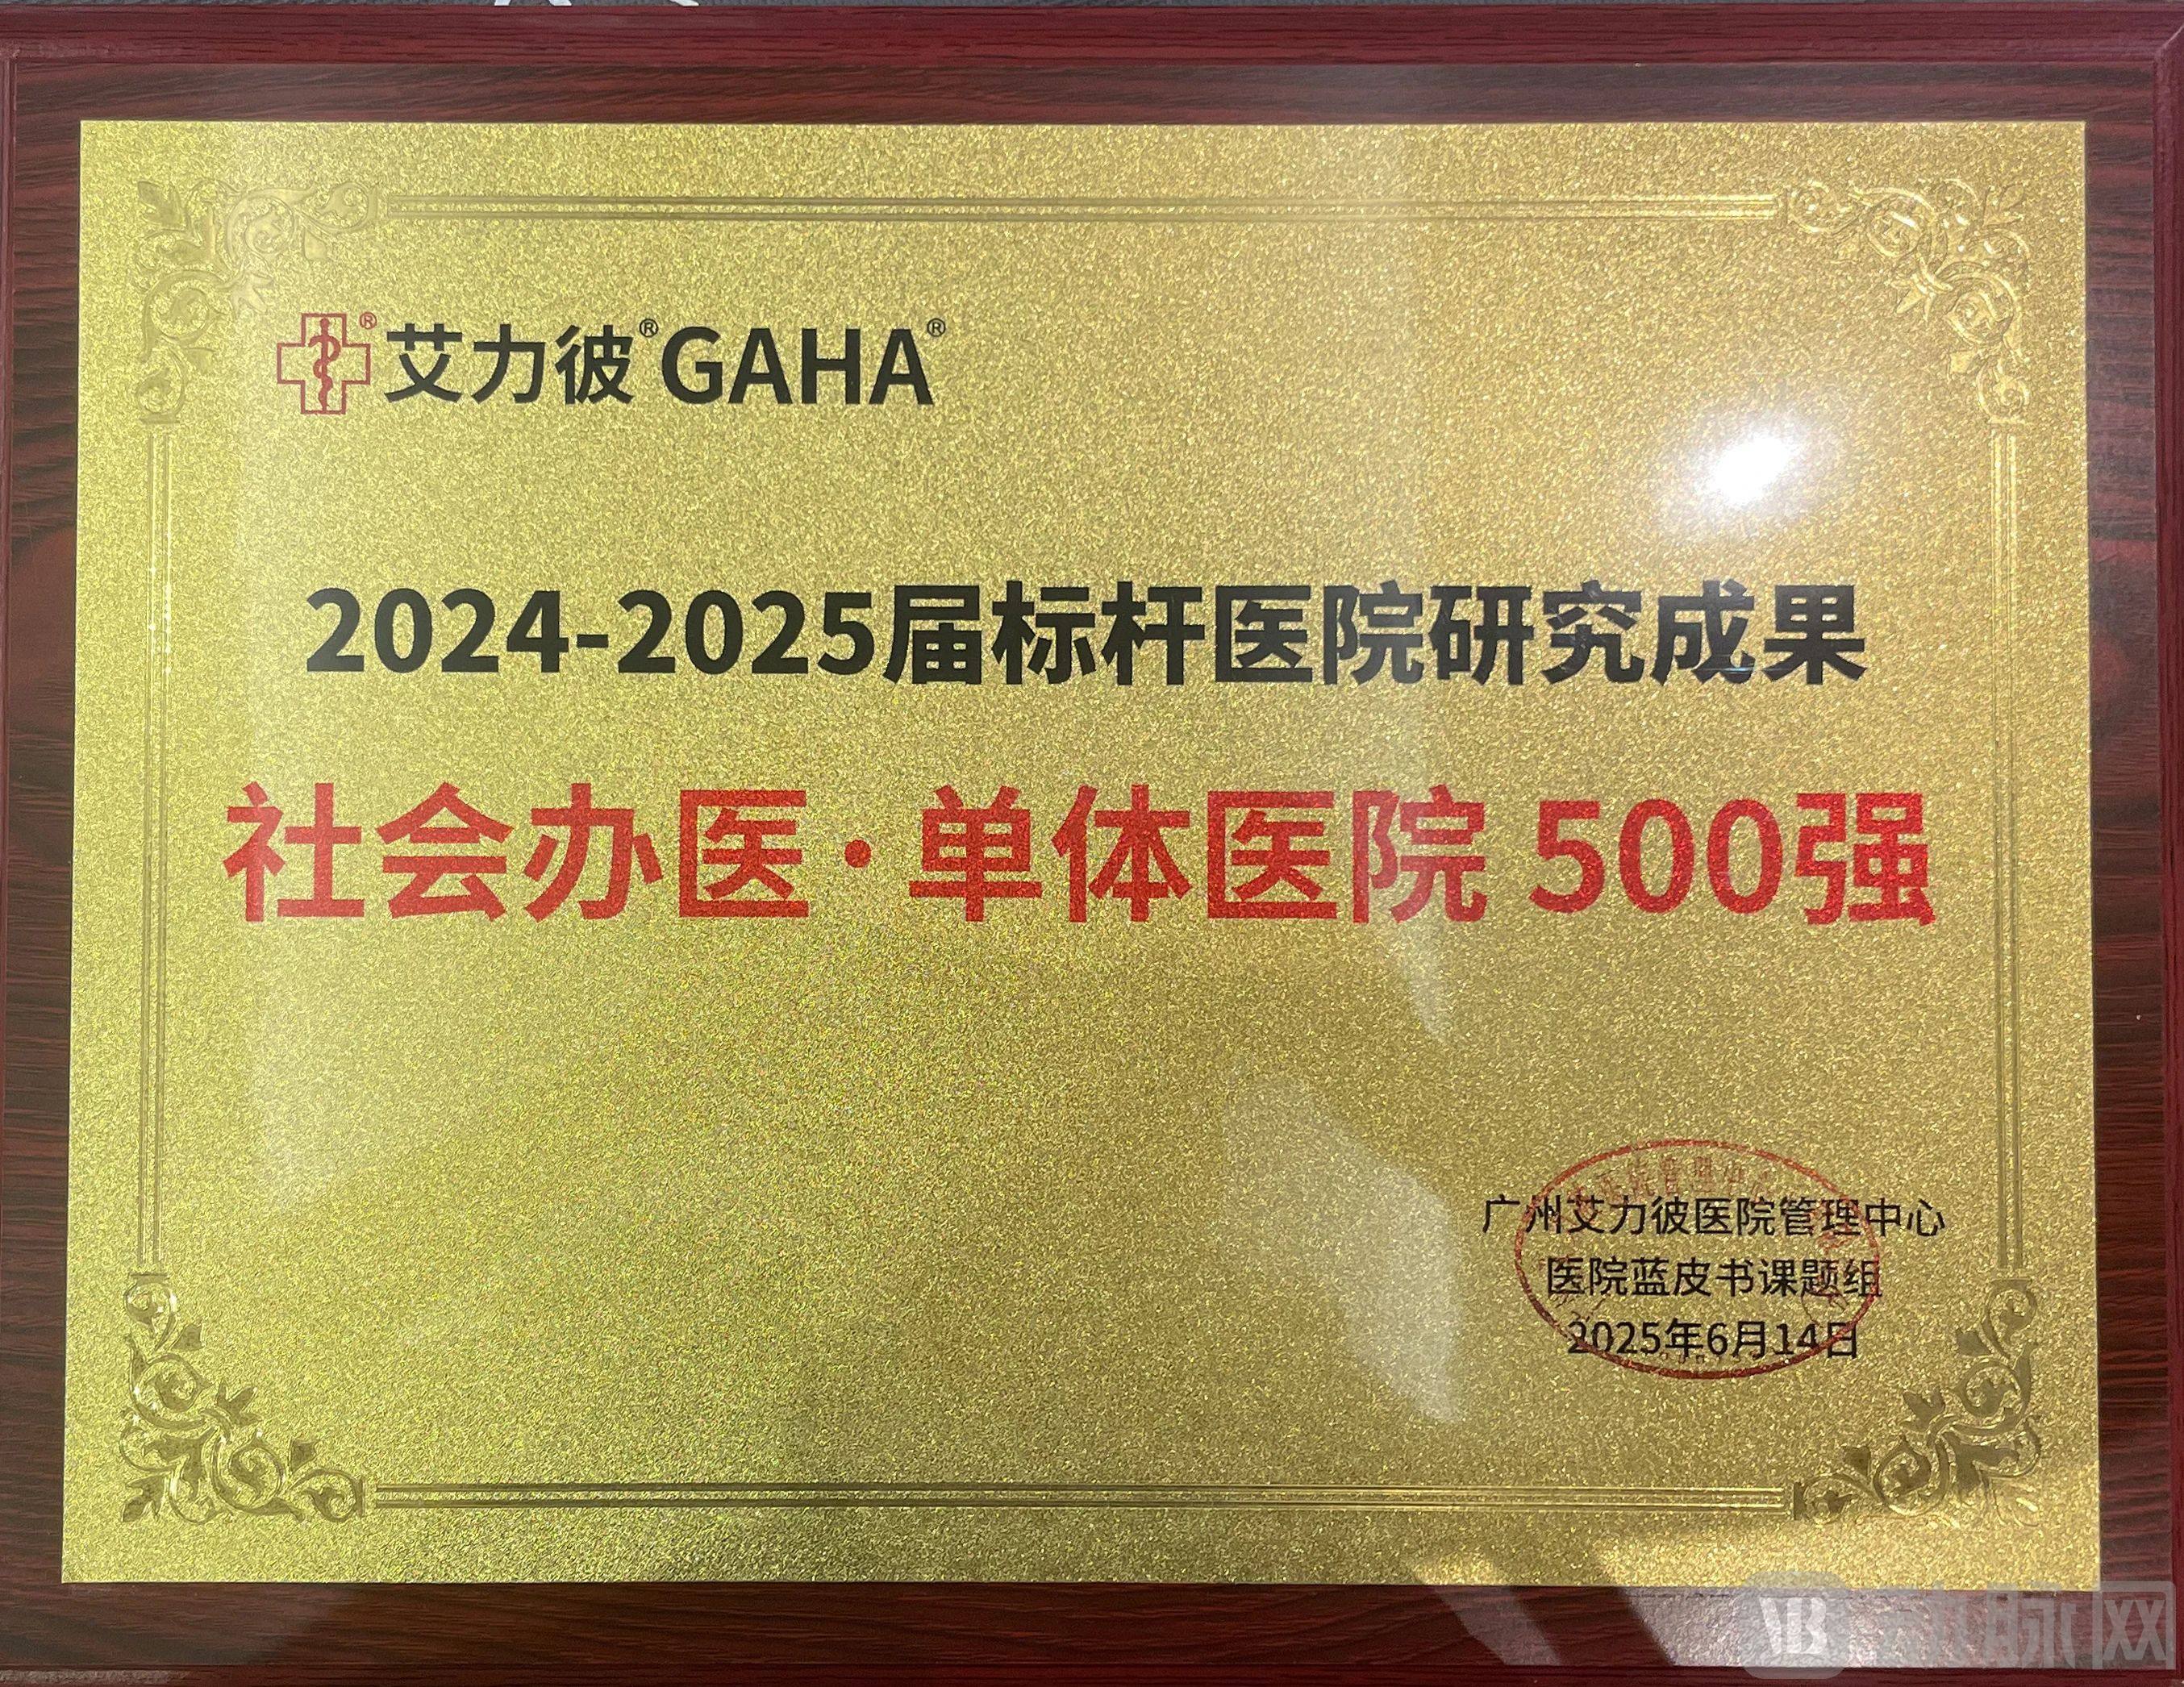 艾力彼®GAHA®
2024-2025届标杆医院研究成果
社会办医·单体医院 500强
广州艾力彼医院管理中心
医院蓝皮书课题组
2025年6月14日
动脉网